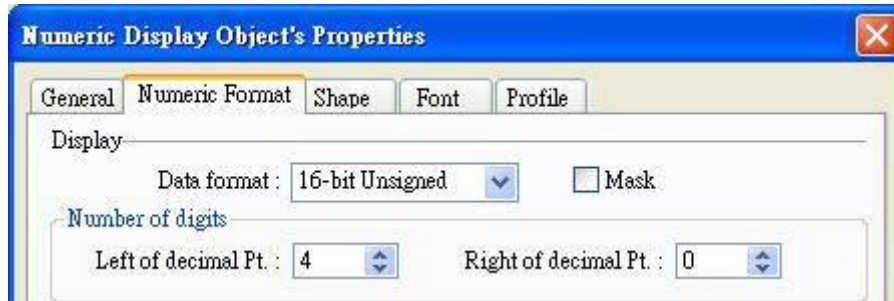 Numeric Display Object's Properties
General Numeric Format Shape Font Profile
Display
Data format : 16-bit Unsigned Mask
Number of digits
Left of decimal Pt. : 4 Right of decimal Pt. : 0